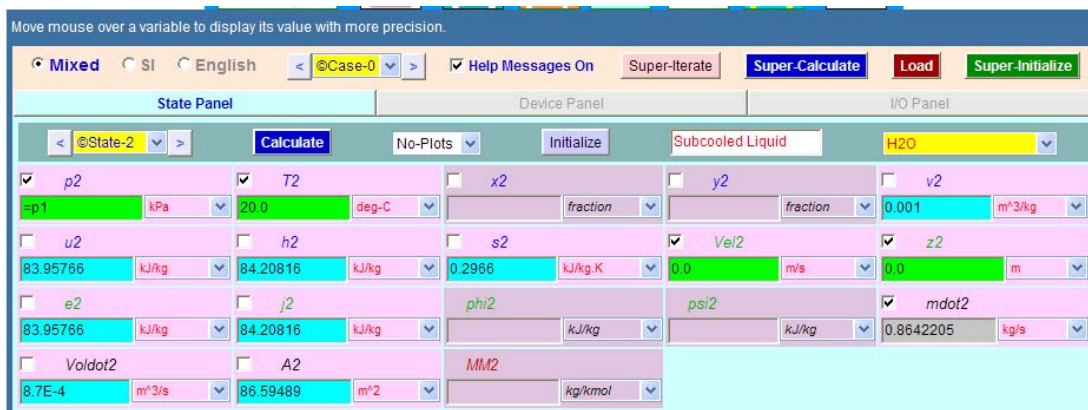 Move mouse over a variable to display its value with more precision.
Mixed SI English < ©Case-0 > Help Messages On Super-Iterate Super-Calculate Load Super-Initialize
State Panel Device Panel I/O Panel
< ©State-2 > Calculate No-Plots Initialize Subcooled Liquid H2O
p2 T2 x2 y2 v2
=p1 kPa 20.0 deg-C fraction fraction 0.001 m^3/kg
u2 h2 s2 Vel2 z2
83.95766 kJ/kg 84.20816 kJ/kg 0.2966 kJ/kg.K 0.0 m/s 0.0 m
e2 j2 phi2 psi2 mdot2
83.95766 kJ/kg 84.20816 kJ/kg kJ/kg kJ/kg 0.8642205 kg/s
Voldot2 A2 MM2
8.7E-4 m^3/s 86.59489 m^2 kg/kmol